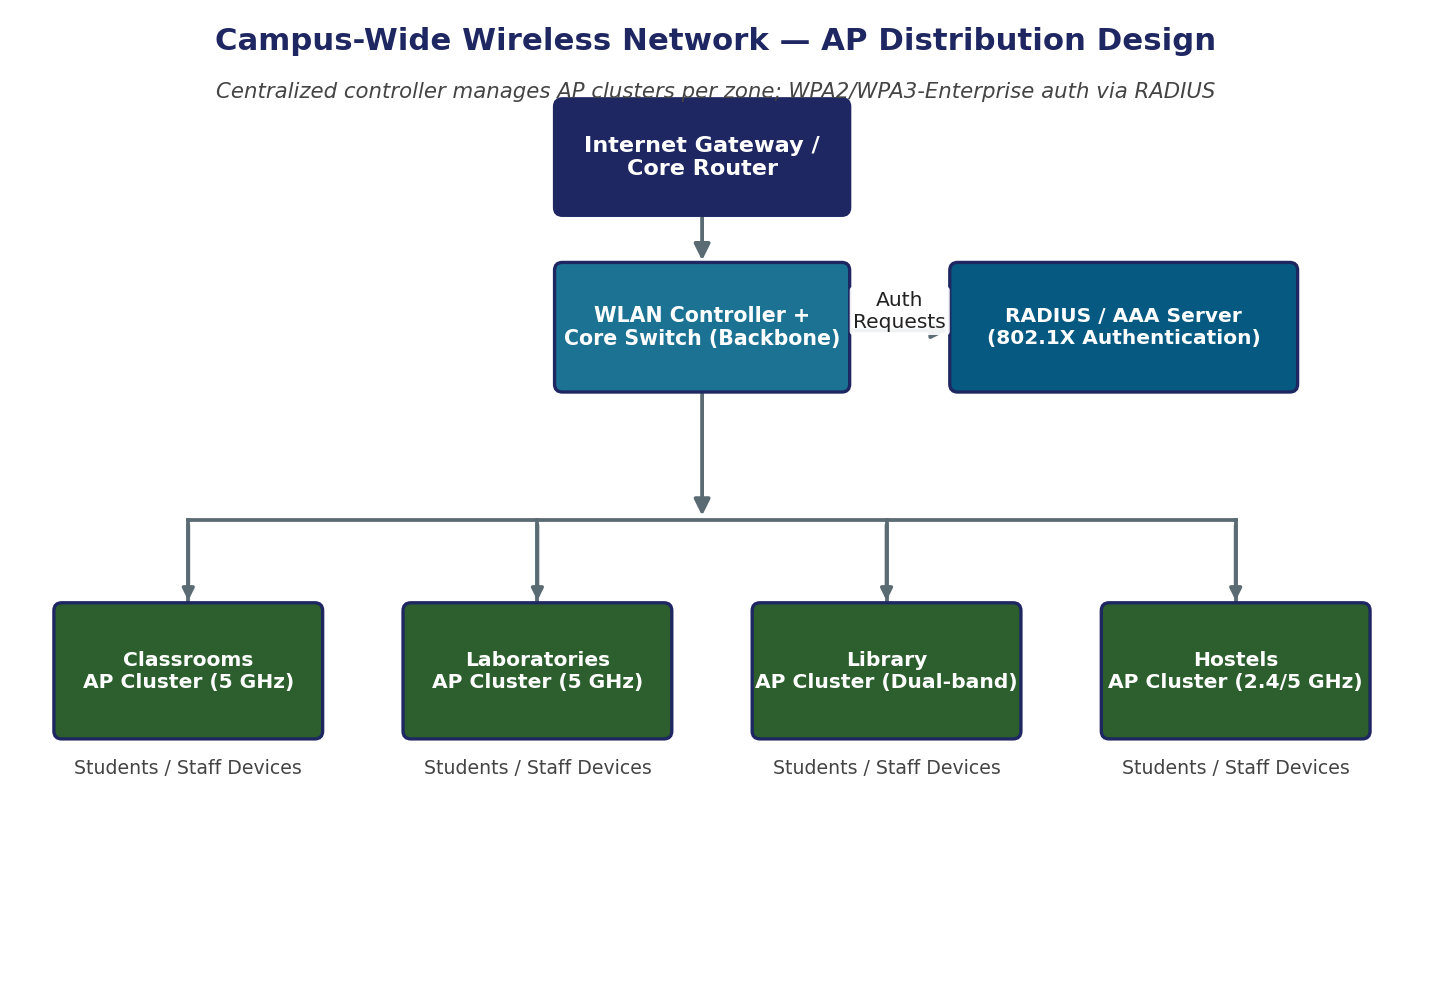 Campus-Wide Wireless Network — AP Distribution Design
Centralized controller manages AP clusters per zone; WPA2/WPA3-Enterprise auth via RADIUS
Internet Gateway /
Core Router
WLAN Controller +
Core Switch (Backbone)
Auth
Requests
RADIUS / AAA Server
(802.1X Authentication)
Classrooms
AP Cluster (5 GHz)
Laboratories
AP Cluster (5 GHz)
Library
AP Cluster (Dual-band)
Hostels
AP Cluster (2.4/5 GHz)
Students / Staff Devices
Students / Staff Devices
Students / Staff Devices
Students / Staff Devices